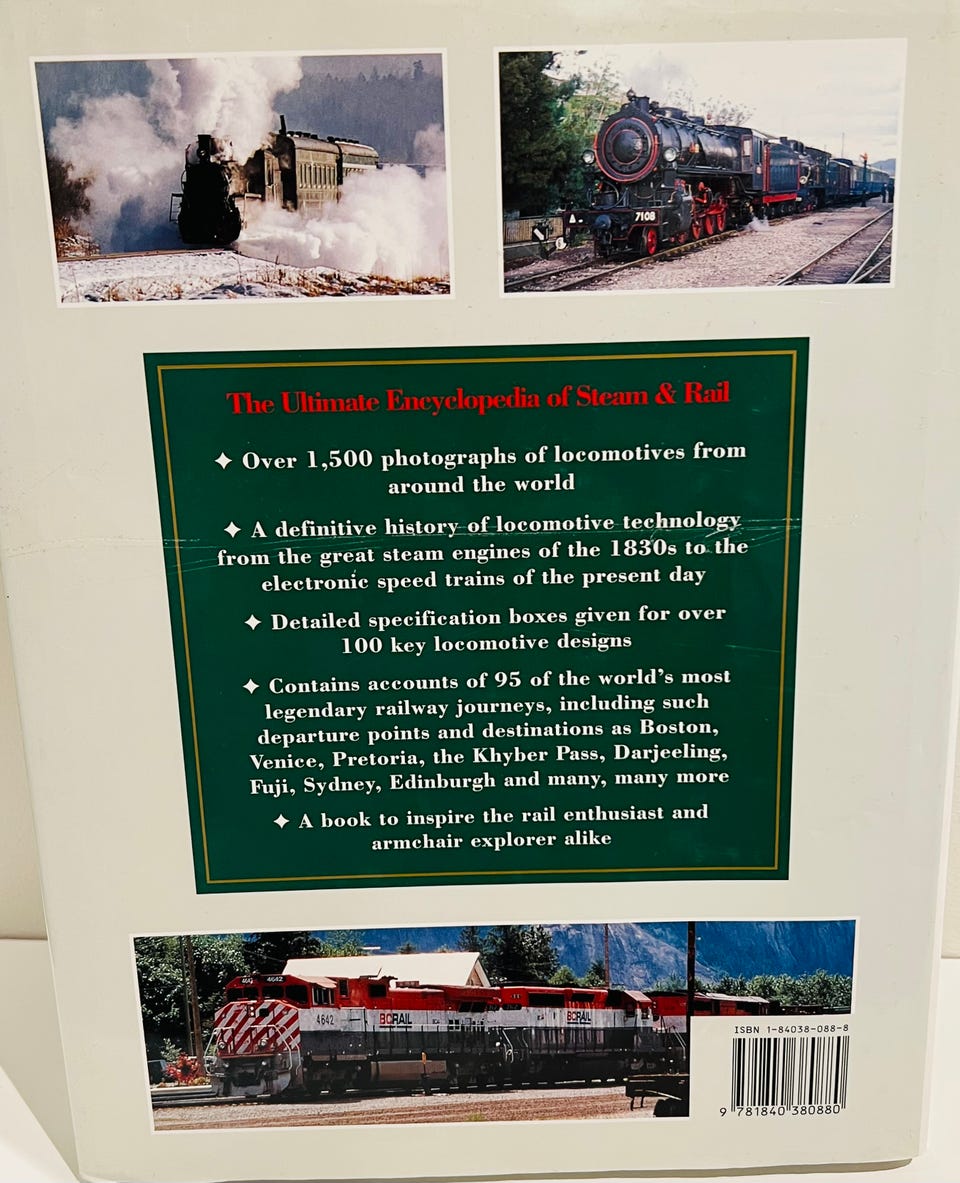 7108
The Ultimate Encyclopedia of Steam & Rail
✦ Over 1,500 photographs of locomotives from
around the world
✦ A definitive history of locomotive technology
from the great steam engines of the 1830s to the
electronic speed trains of the present day
✦ Detailed specification boxes given for over
100 key locomotive designs
✦ Contains accounts of 95 of the world's most
legendary railway journeys, including such
departure points and destinations as Boston,
Venice, Pretoria, the Khyber Pass, Darjeeling,
Fuji, Sydney, Edinburgh and many, many more
✦ A book to inspire the rail enthusiast and
armchair explorer alike
4642
4642 BCRAIL BCRAIL
ISBN 1-84038-088-8
9 781840 380880